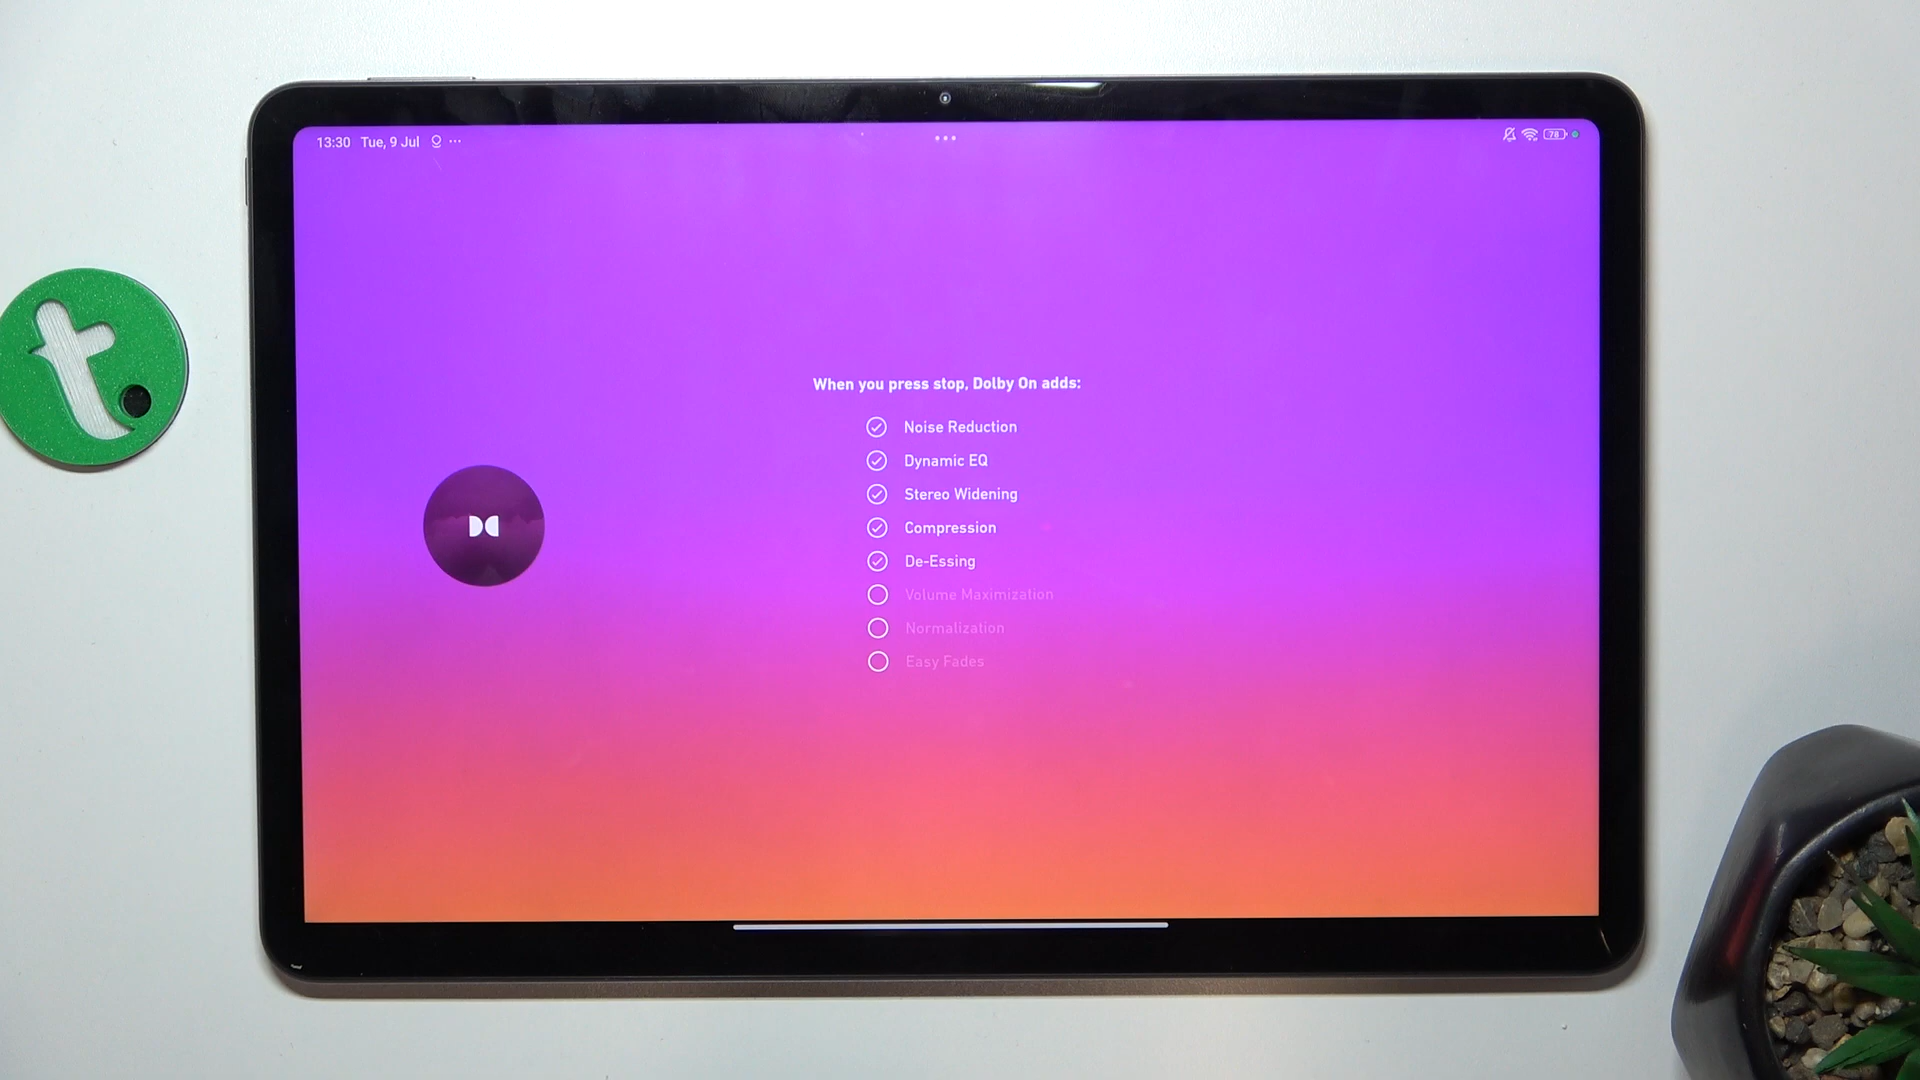 13:30 Tue, 9 Jul ...
78
When you press stop, Dolby On adds:
Noise Reduction
Dynamic EQ
Stereo Widening
Compression
De-Essing
Volume Maximization
Normalization
Easy Fades
t.